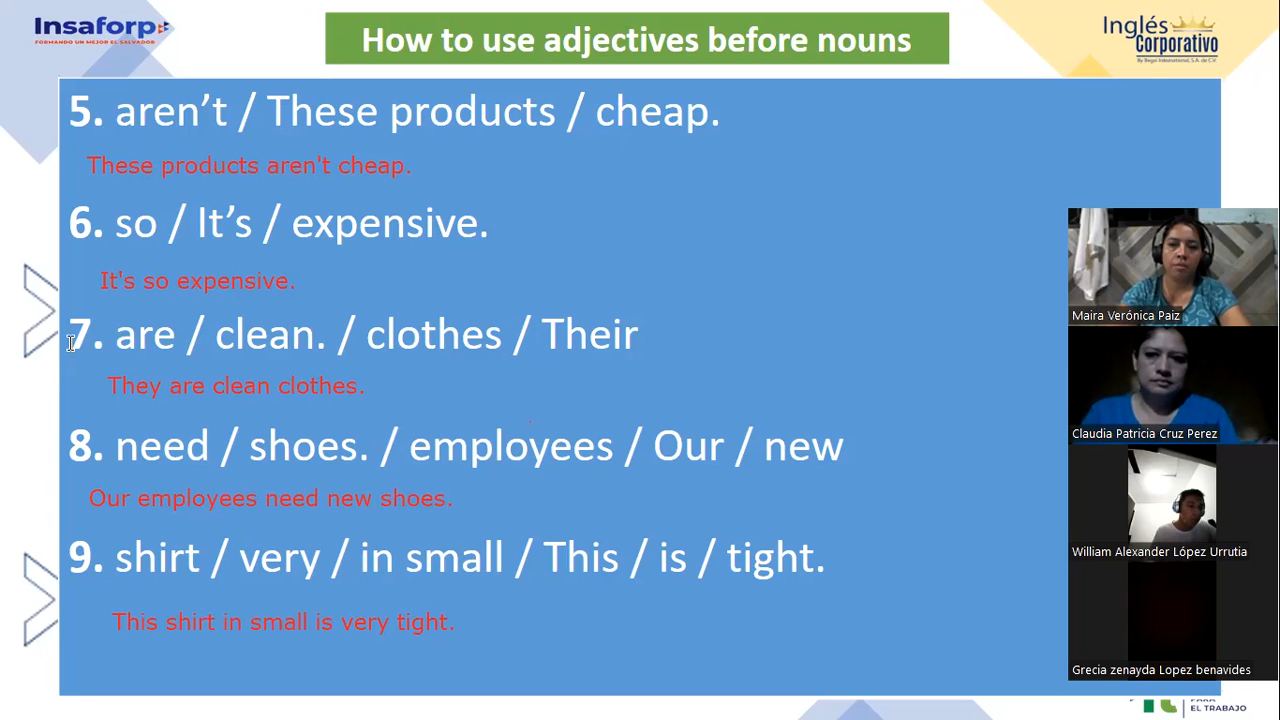 Insaforp
FORMANDO UN MEJOR EL SALVADOR
How to use adjectives before nouns
Inglés
Corporativo
By Regal International, S.A. de C.V.
5. aren’t / These products / cheap.
These products aren't cheap.
6. so / It’s / expensive.
It's so expensive.
7. are / clean. / clothes / Their
They are clean clothes.
8. need / shoes. / employees / Our / new
Our employees need new shoes.
9. shirt / very / in small / This / is / tight.
This shirt in small is very tight.
Maira Verónica Paiz
Claudia Patricia Cruz Perez
William Alexander López Urrutia
Grecia zenayda Lopez benavides
EL TRABAJO